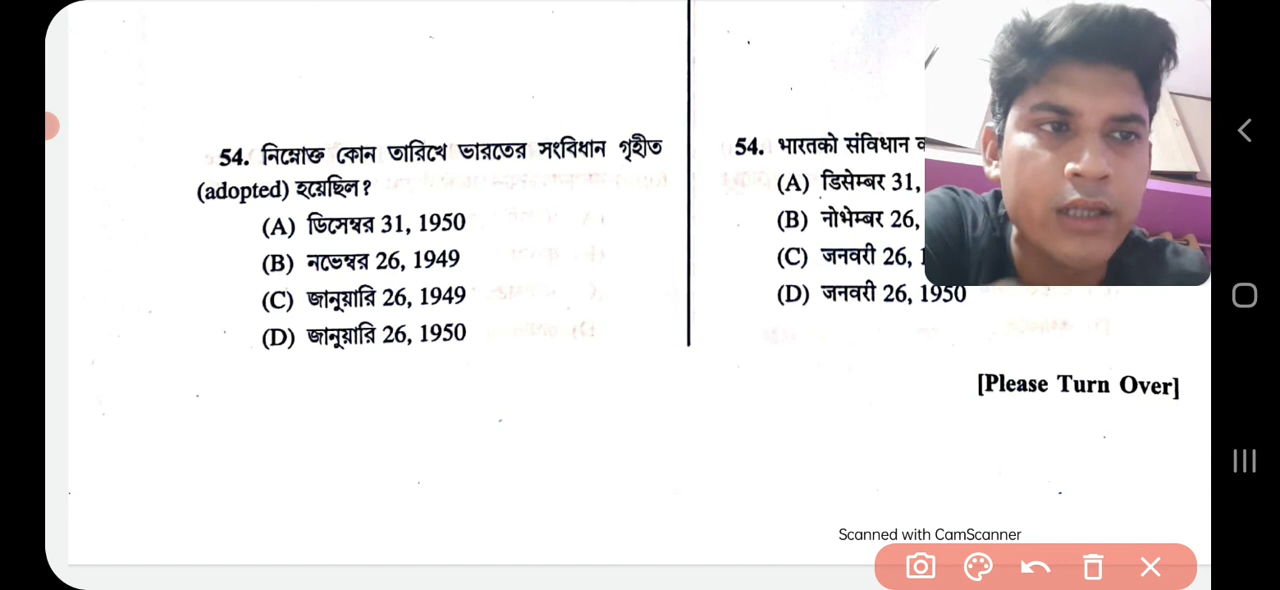 54. নিম্নোক্ত কোন তারিখে ভারতের সংবিধান গৃহীত
(adopted) হয়েছিল?
(A) ডিসেম্বর 31, 1950
(B) নভেম্বর 26, 1949
(C) জানুয়ারি 26, 1949
(D) জানুয়ারি 26, 1950
54. भारतको संविधान
(A) डिसेम्बर 31,
(B) नोभेम्बर 26,
(C) जनवरी 26,
(D) जनवरी 26, 1950
[Please Turn Over]
Scanned with CamScanner